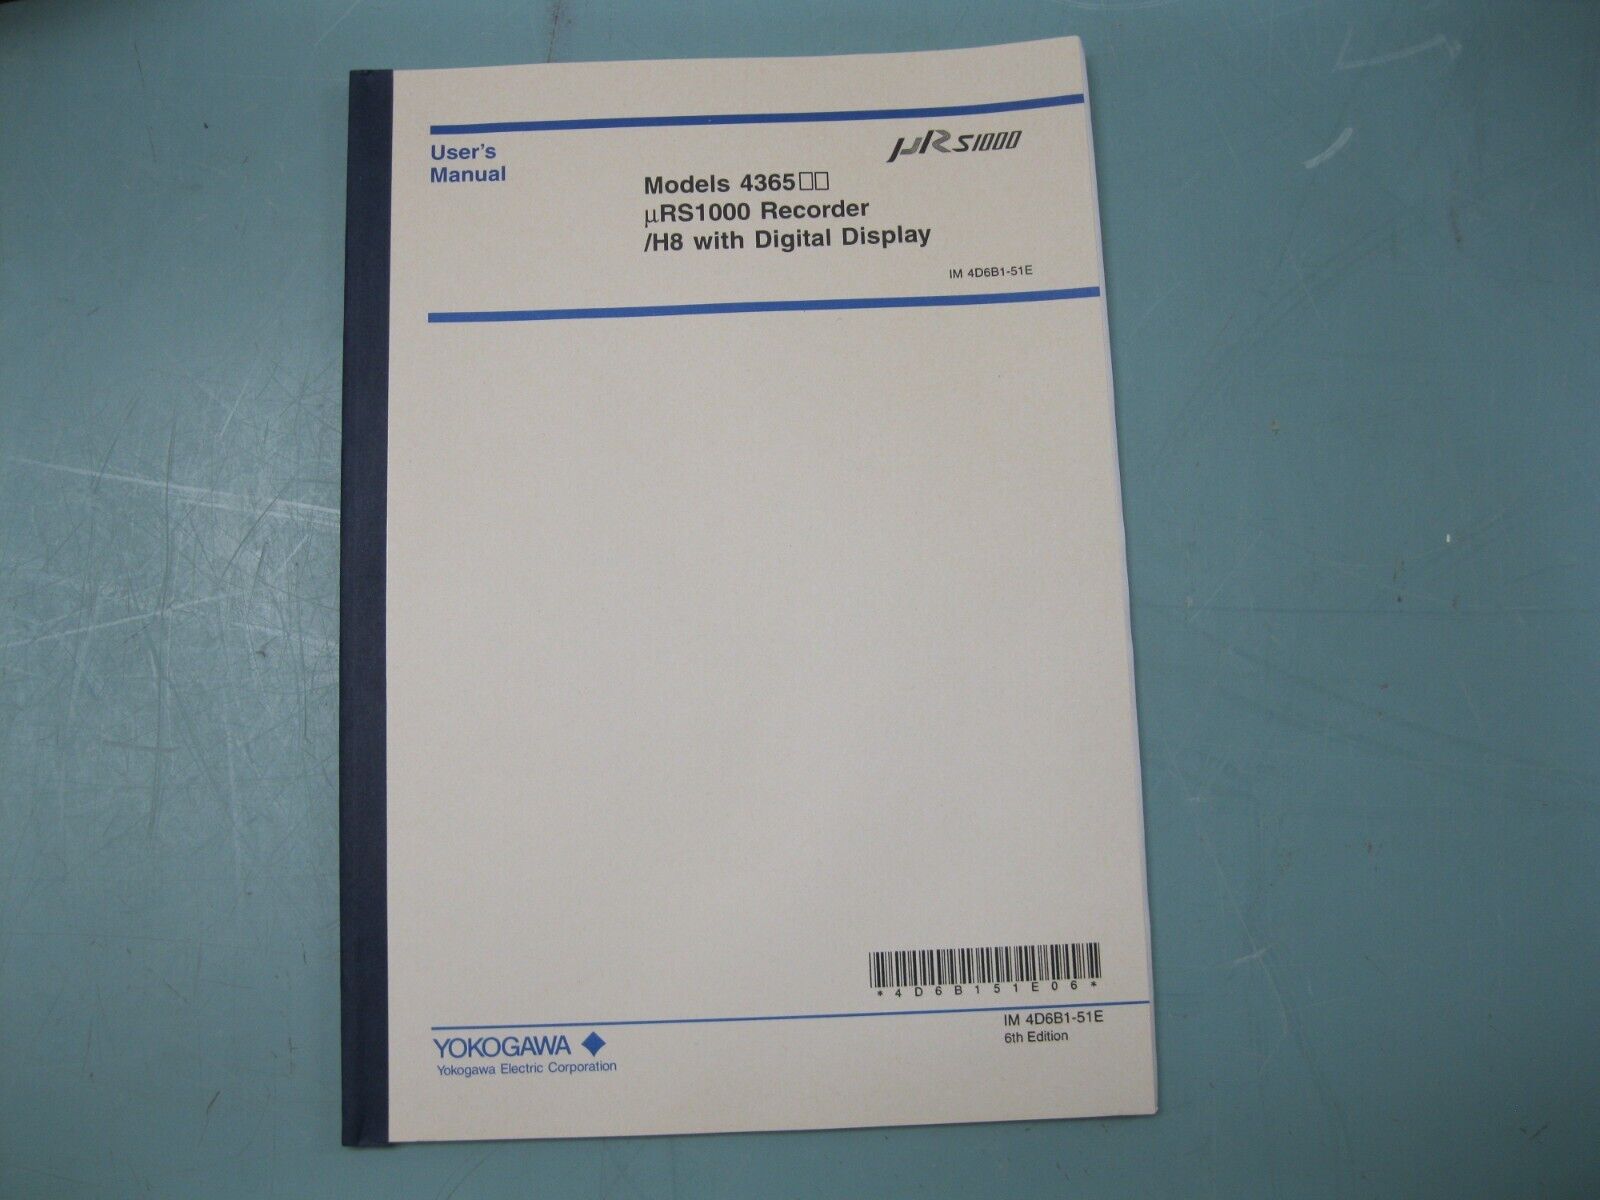 User's
Manual
µRS1000
Models 4365□□
µRS1000 Recorder
/H8 with Digital Display
IM 4D6B1-51E
*4D6B151E06*
IM 4D6B1-51E
6th Edition
YOKOGAWA
Yokogawa Electric Corporation